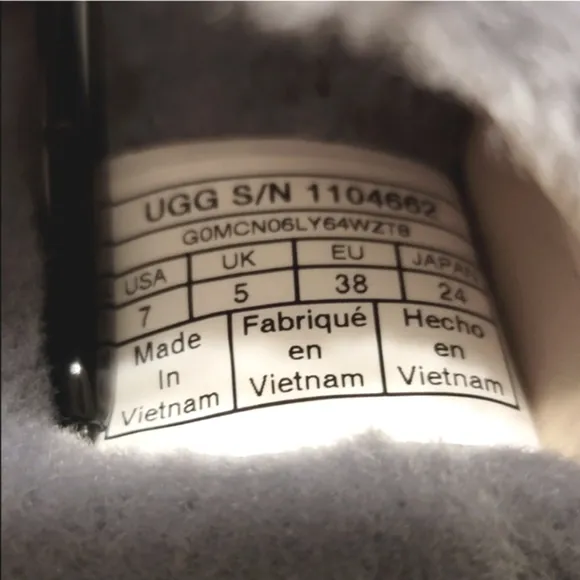 UGG S/N 1104662
G0MCN06LY64WZT8
USA UK EU JAPAN
7 5 38 24
Made In Vietnam
Fabriqué en Vietnam
Hecho en Vietnam